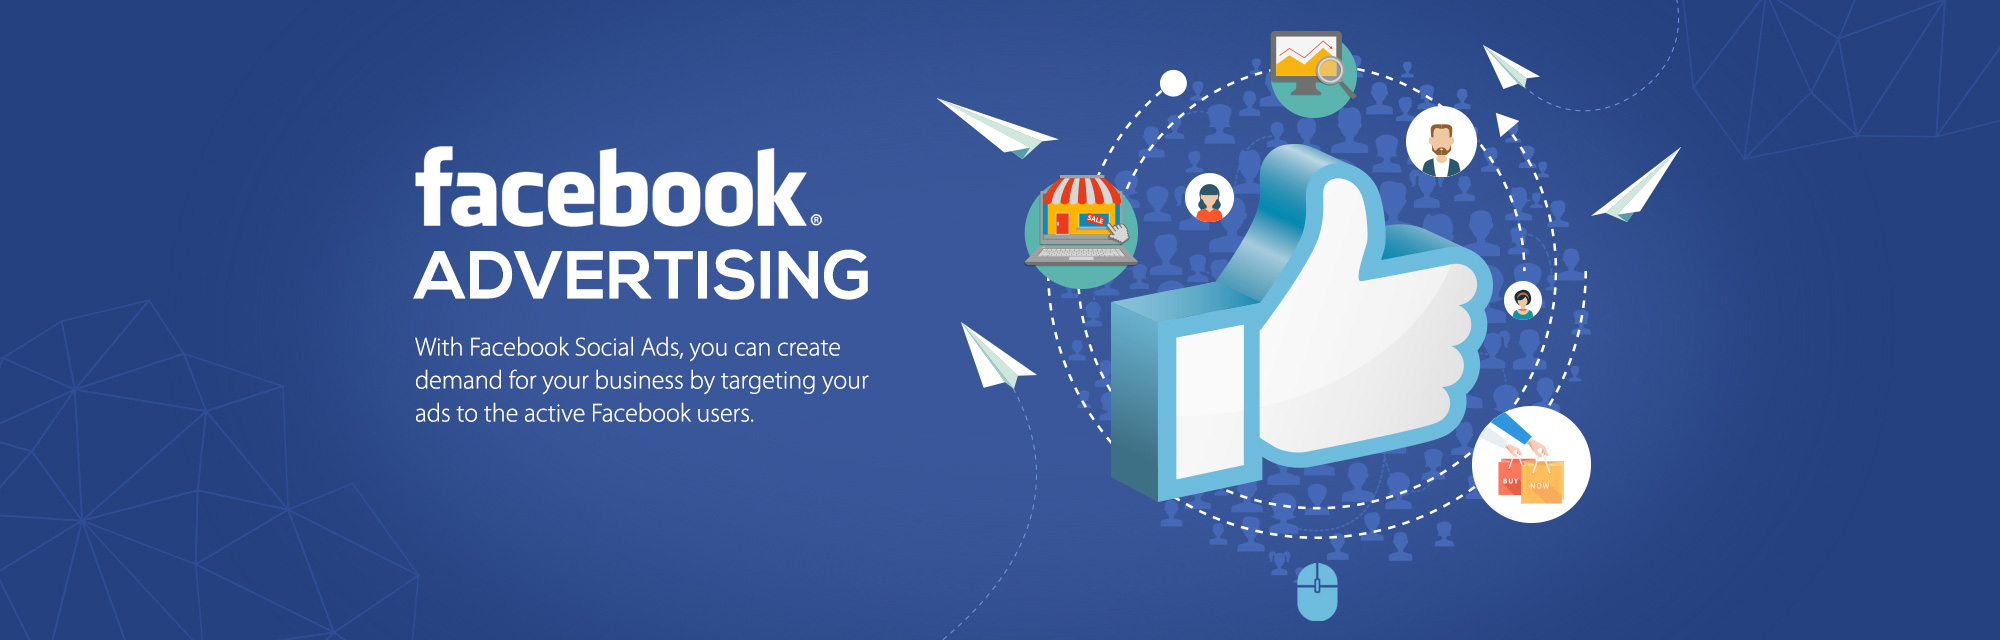 facebook®
ADVERTISING
With Facebook Social Ads, you can create
demand for your business by targeting your
ads to the active Facebook users.
SALE
BUY NOW